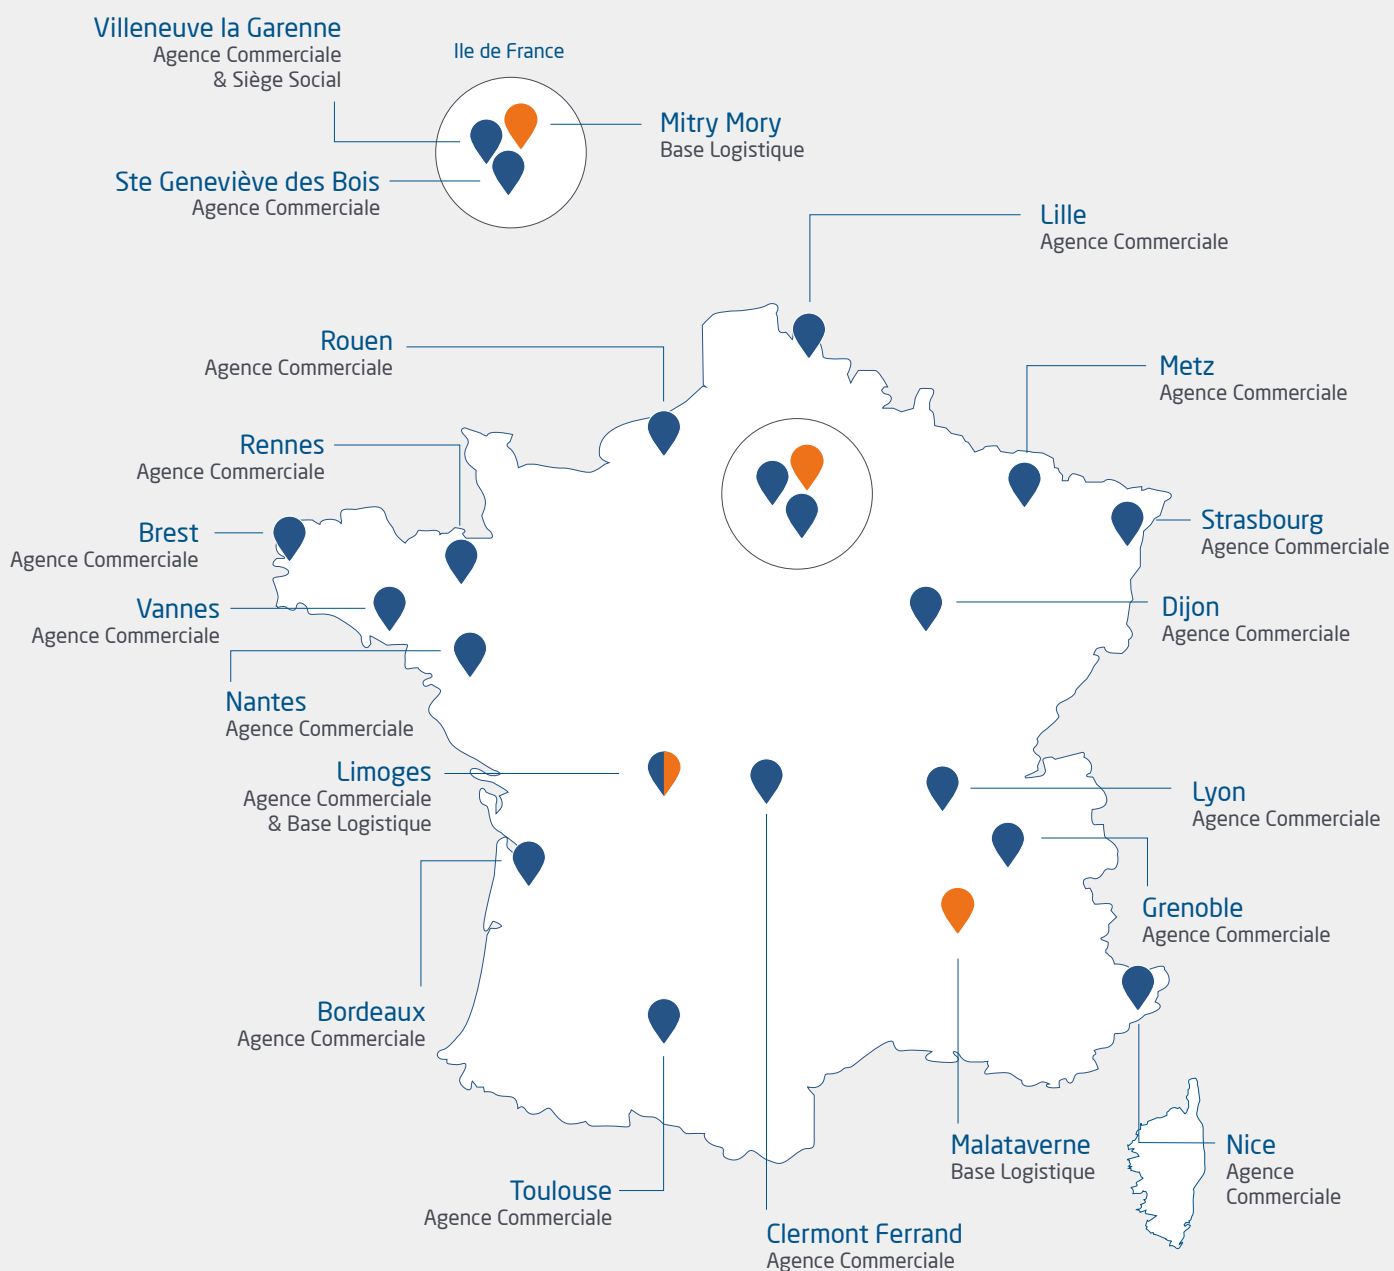 Villeneuve la Garenne
Agence Commerciale
& Siège Social
Ile de France
Mitry Mory
Base Logistique
Ste Geneviève des Bois
Agence Commerciale
Lille
Agence Commerciale
Rouen
Agence Commerciale
Metz
Agence Commerciale
Rennes
Agence Commerciale
Strasbourg
Agence Commerciale
Brest
Agence Commerciale
Vannes
Agence Commerciale
Dijon
Agence Commerciale
Nantes
Agence Commerciale
Limoges
Agence Commerciale
& Base Logistique
Lyon
Agence Commerciale
Grenoble
Agence Commerciale
Bordeaux
Agence Commerciale
Malataverne
Base Logistique
Nice
Agence
Commerciale
Toulouse
Agence Commerciale
Clermont Ferrand
Agence Commerciale